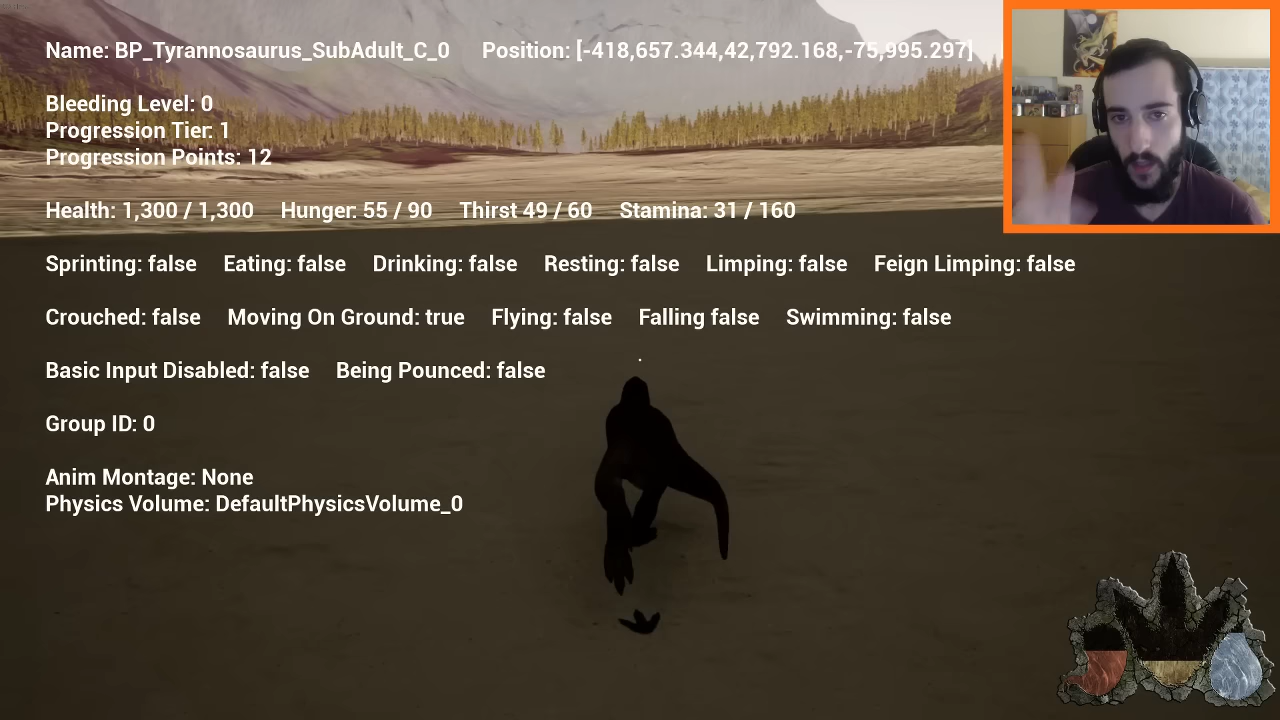 Name: BP_Tyrannosaurus_SubAdult_C_0 Position: [-418,657.344,42,792.168,-75,995.297]
Bleeding Level: 0
Progression Tier: 1
Progression Points: 12
Health: 1,300 / 1,300 Hunger: 55 / 90 Thirst 49 / 60 Stamina: 31 / 160
Sprinting: false Eating: false Drinking: false Resting: false Limping: false Feign Limping: false
Crouched: false Moving On Ground: true Flying: false Falling false Swimming: false
Basic Input Disabled: false Being Pounced: false
Group ID: 0
Anim Montage: None
Physics Volume: DefaultPhysicsVolume_0